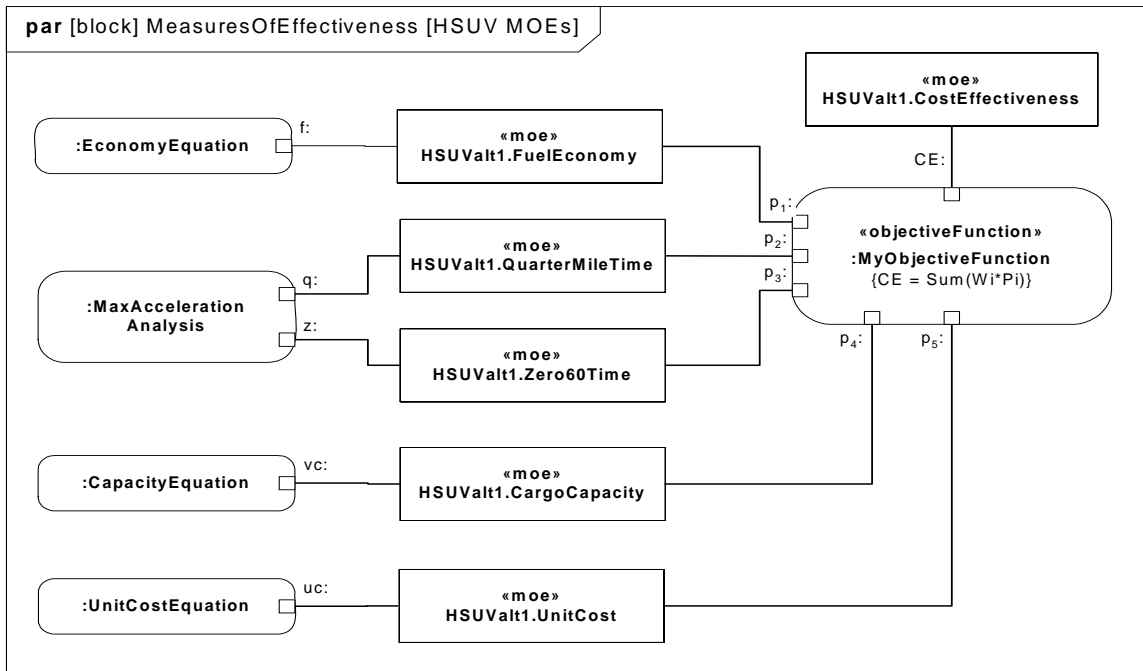 par [block] MeasuresOfEffectiveness [HSUV MOEs]
«moe»
HSUValt1.CostEffectiveness
CE:
:EconomyEquation
f:
«moe»
HSUValt1.FuelEconomy
p1:
p2:
p3:
«objectiveFunction»
:MyObjectiveFunction
{CE = Sum(Wi*Pi)}
p4:
p5:
:MaxAcceleration
Analysis
q:
z:
«moe»
HSUValt1.QuarterMileTime
«moe»
HSUValt1.Zero60Time
:CapacityEquation
vc:
«moe»
HSUValt1.CargoCapacity
:UnitCostEquation
uc:
«moe»
HSUValt1.UnitCost